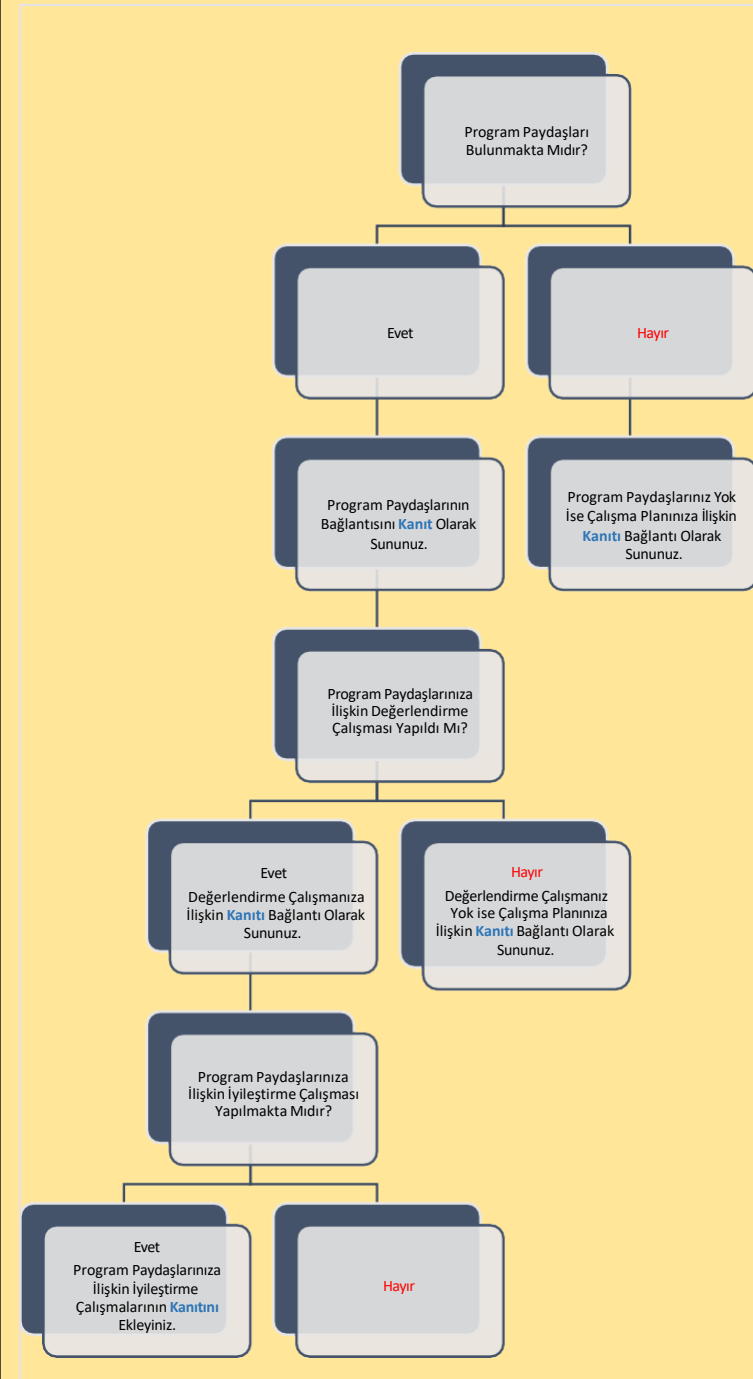 Program Paydaşları
Bulunmakta Mıdır?
Evet
Hayır
Program Paydaşlarının
Bağlantısını Kanıt Olarak
Sununuz.
Program Paydaşlarınız Yok
İse Çalışma Planınıza İlişkin
Kanıtı Bağlantı Olarak
Sununuz.
Program Paydaşlarınıza
İlişkin Değerlendirme
Çalışması Yapıldı Mı?
Evet
Değerlendirme Çalışmanıza
İlişkin Kanıtı Bağlantı Olarak
Sununuz.
Hayır
Değerlendirme Çalışmanız
Yok ise Çalışma Planınıza
İlişkin Kanıtı Bağlantı Olarak
Sununuz.
Program Paydaşlarınıza
İlişkin İyileştirme Çalışması
Yapılmakta Mıdır?
Evet
Program Paydaşlarınıza
İlişkin İyileştirme
Çalışmalarının Kanıtını
Ekleyiniz.
Hayır